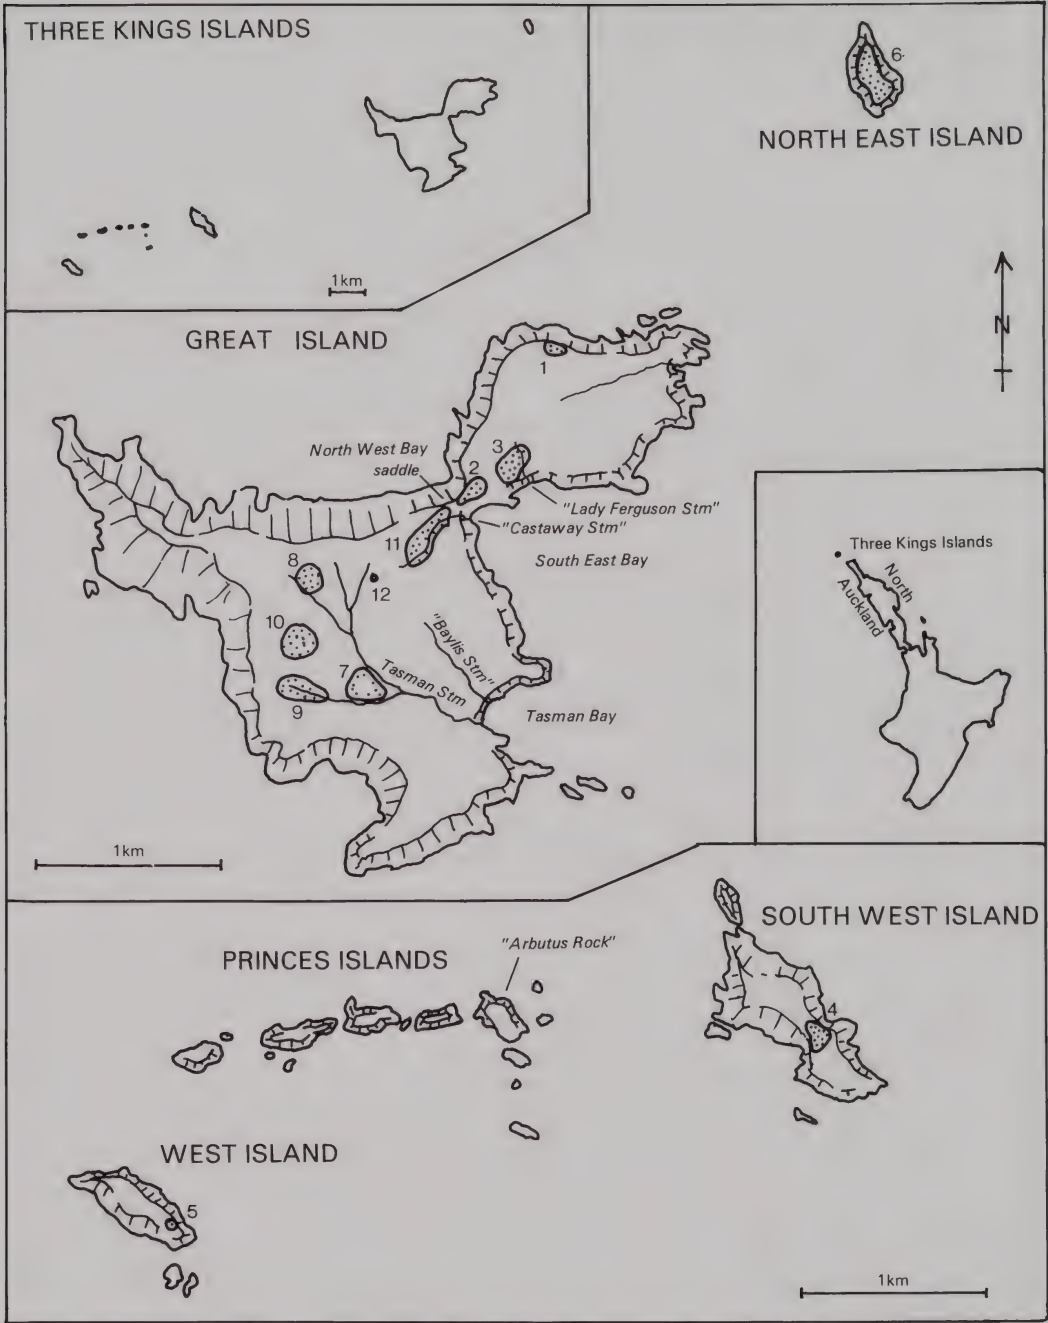 THREE KINGS ISLANDS
1km
6
NORTH EAST ISLAND
N
GREAT ISLAND
1
North West Bay
saddle
2
3
"Lady Ferguson Stm"
"Castaway Stm"
11
South East Bay
8
12
10
"Baylis Stm"
7
Tasman Stm
9
Tasman Bay
1km
Three Kings Islands
North
Auckland
PRINCES ISLANDS
"Arbutus Rock"
SOUTH WEST ISLAND
4
WEST ISLAND
5
1km